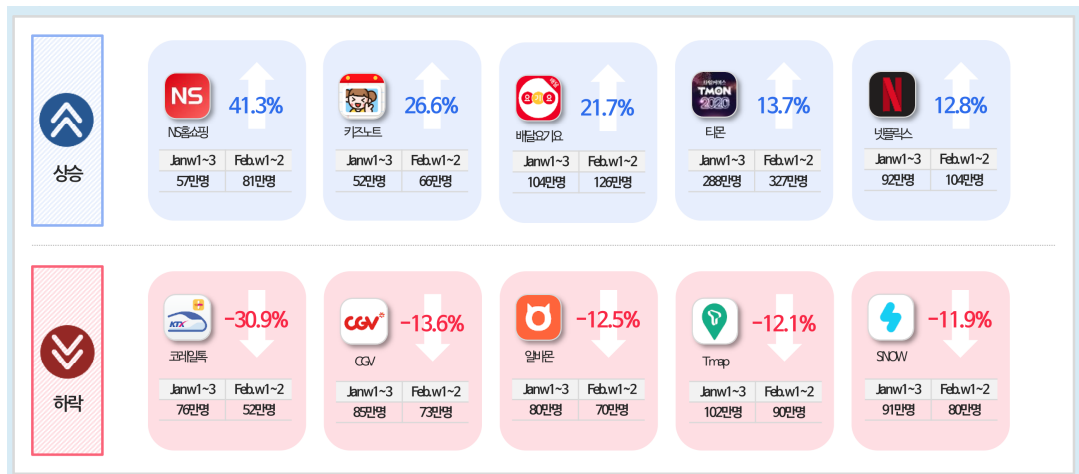 상승
NS
41.3%
NS홈쇼핑
Janw1~3 Feb.w1~2
57만명 81만명
26.6%
키즈노트
Janw1~3 Feb.w1~2
52만명 66만명
요기요
21.7%
배달요기요
Janw1~3 Feb.w1~2
104만명 126만명
TMON
2020
13.7%
티몬
Janw1~3 Feb.w1~2
288만명 327만명
N
12.8%
넷플릭스
Janw1~3 Feb.w1~2
92만명 104만명
하락
KTX
-30.9%
코레일톡
Janw1~3 Feb.w1~2
76만명 52만명
CGV
-13.6%
CGV
Janw1~3 Feb.w1~2
85만명 73만명
-12.5%
알바몬
Janw1~3 Feb.w1~2
80만명 70만명
-12.1%
Tmap
Janw1~3 Feb.w1~2
102만명 90만명
-11.9%
SNOW
Janw1~3 Feb.w1~2
91만명 80만명